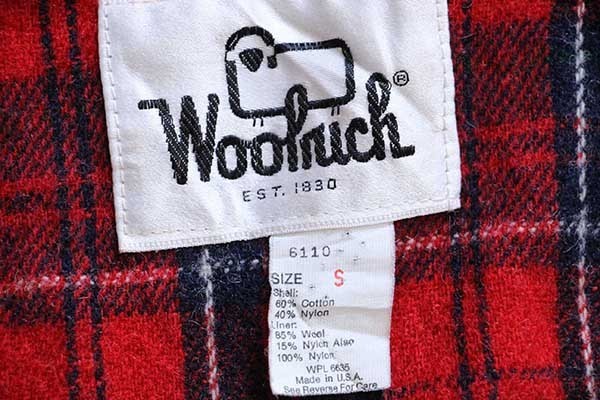 Woolrich ®
EST. 1830
6110
SIZE S
Shell:
60% Cotton
40% Nylon
Liner:
85% Wool
15% Nylon Also
100% Nylon
WPL 6635
Made in U.S.A.
See Reverse For Care